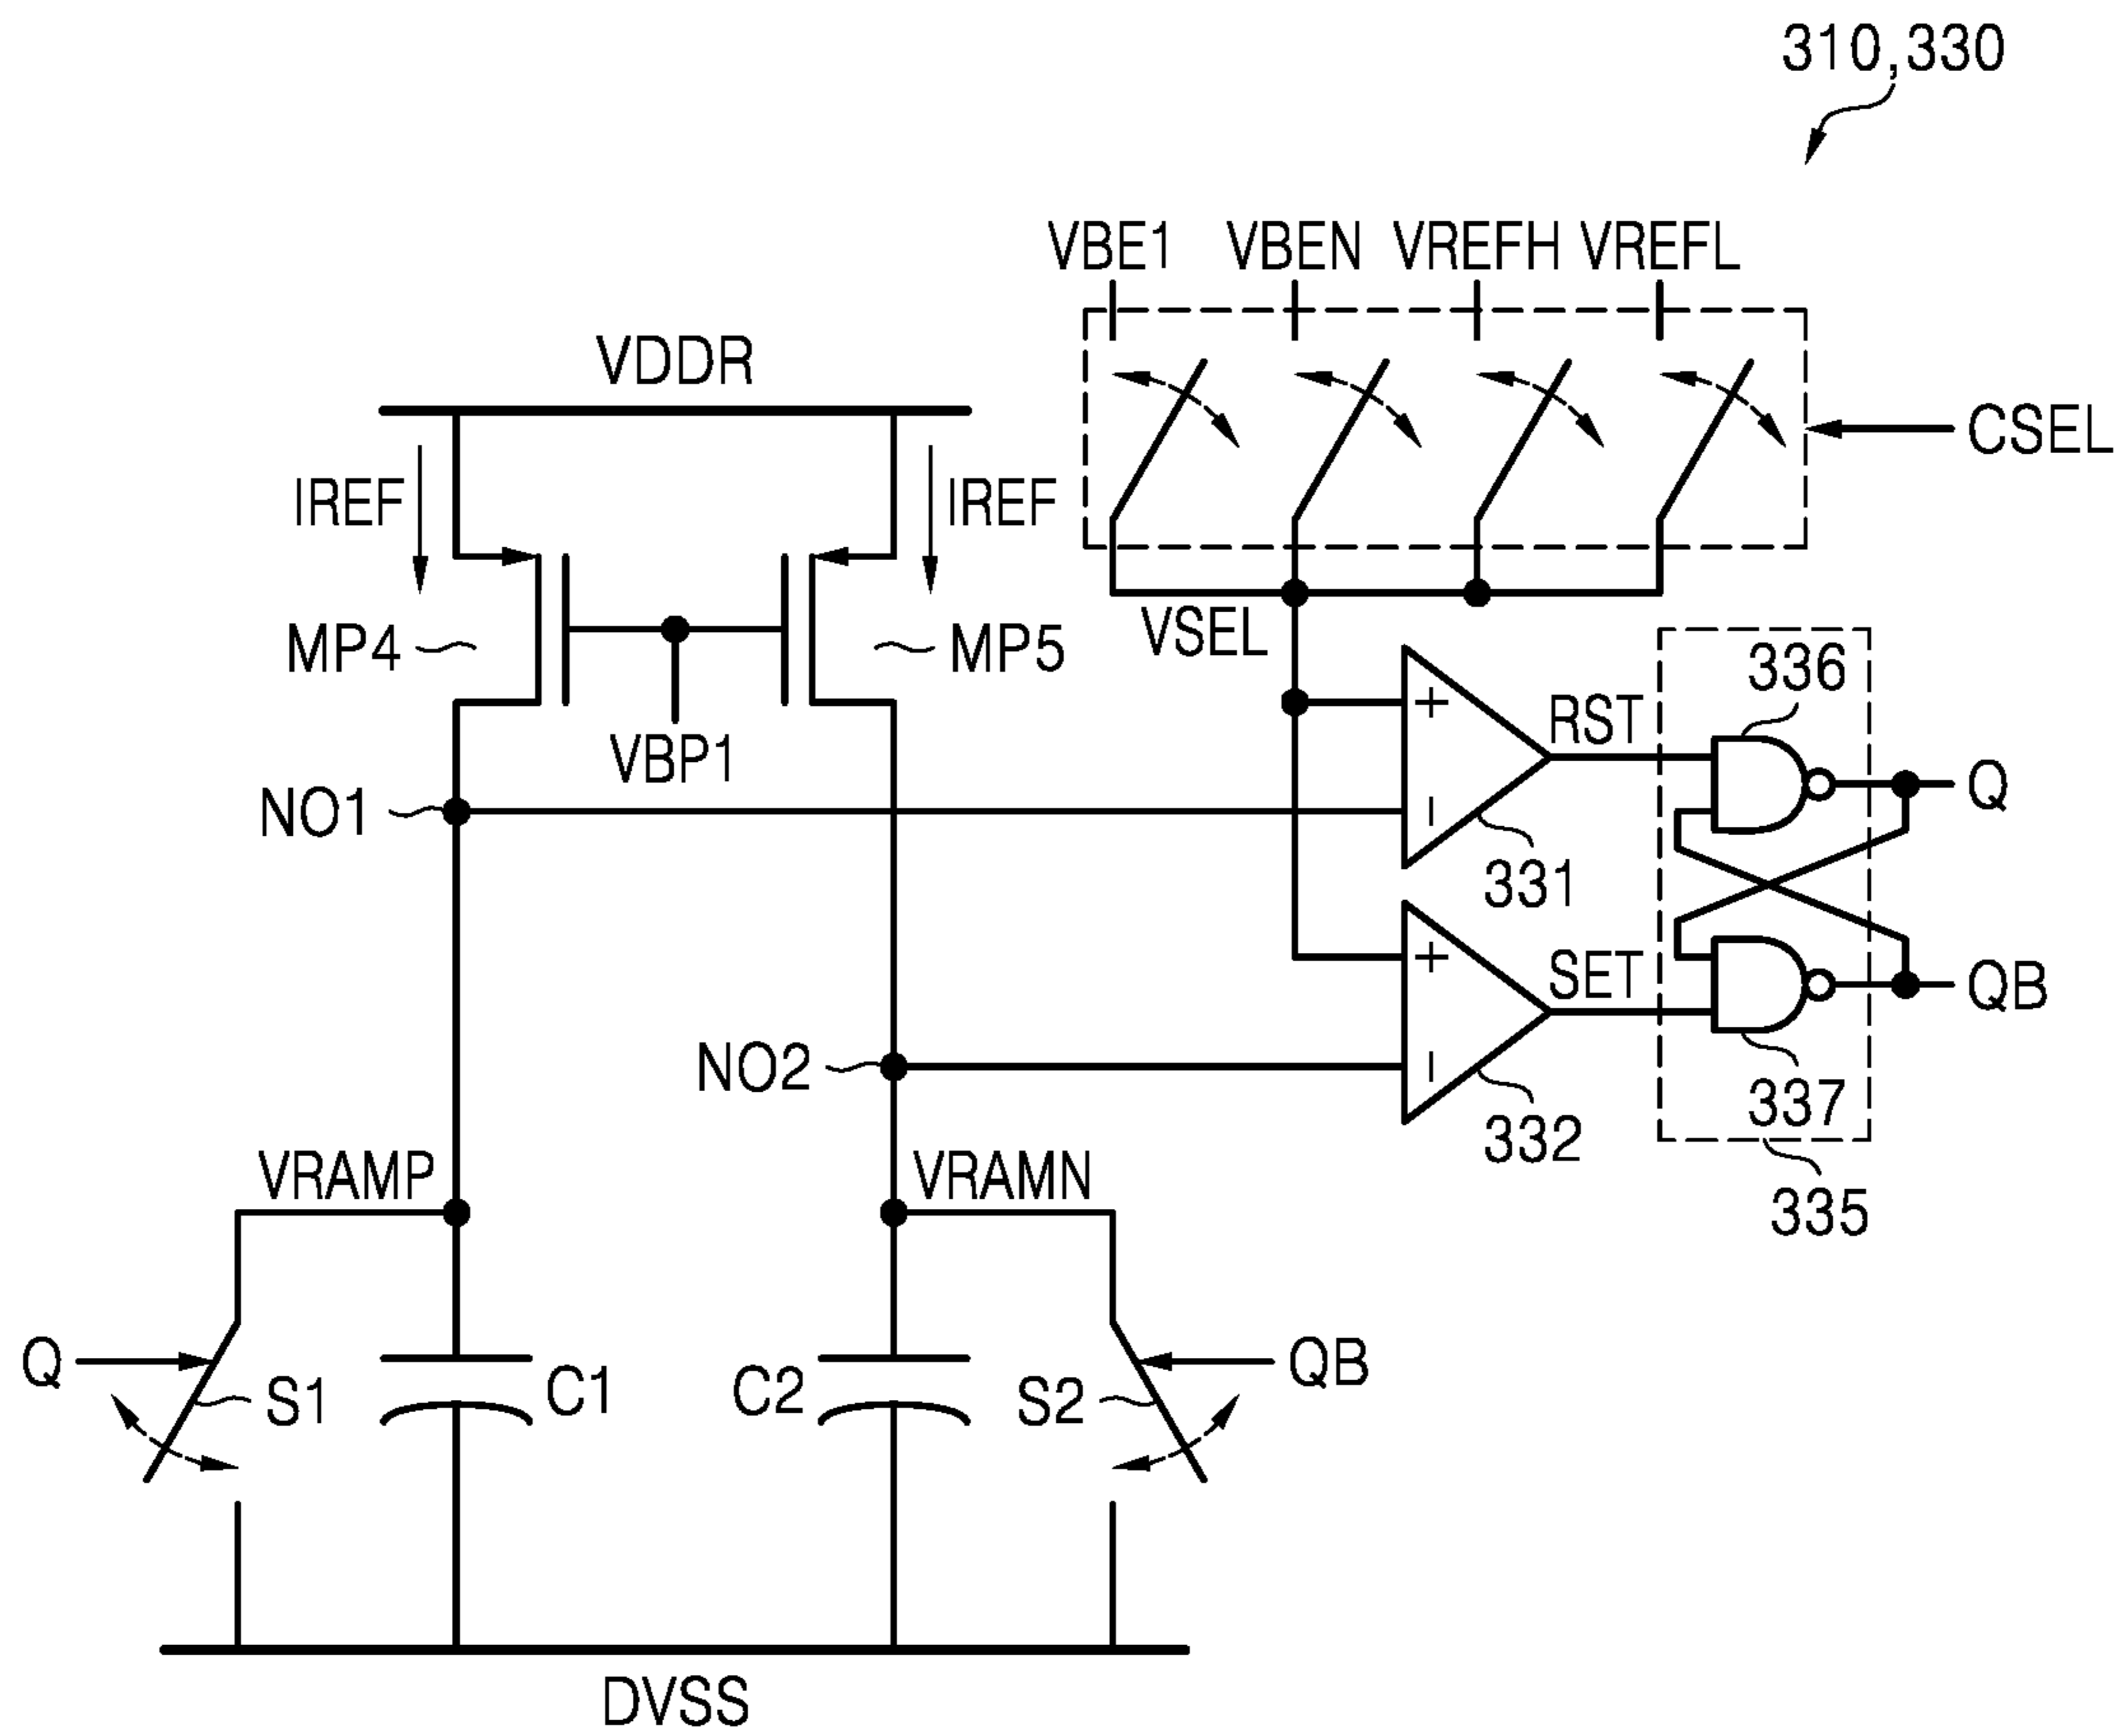 310,330
VBE1 VBEN VREFH VREFL
VDDR
CSEL
IREF IREF
MP4 MP5
VSEL
336
RST
VBP1
NO1
+
-
Q
331
+
-
SET
QB
NO2
337
332
VRAMP VRAMN
335
Q S1 C1 C2 S2 QB
DVSS